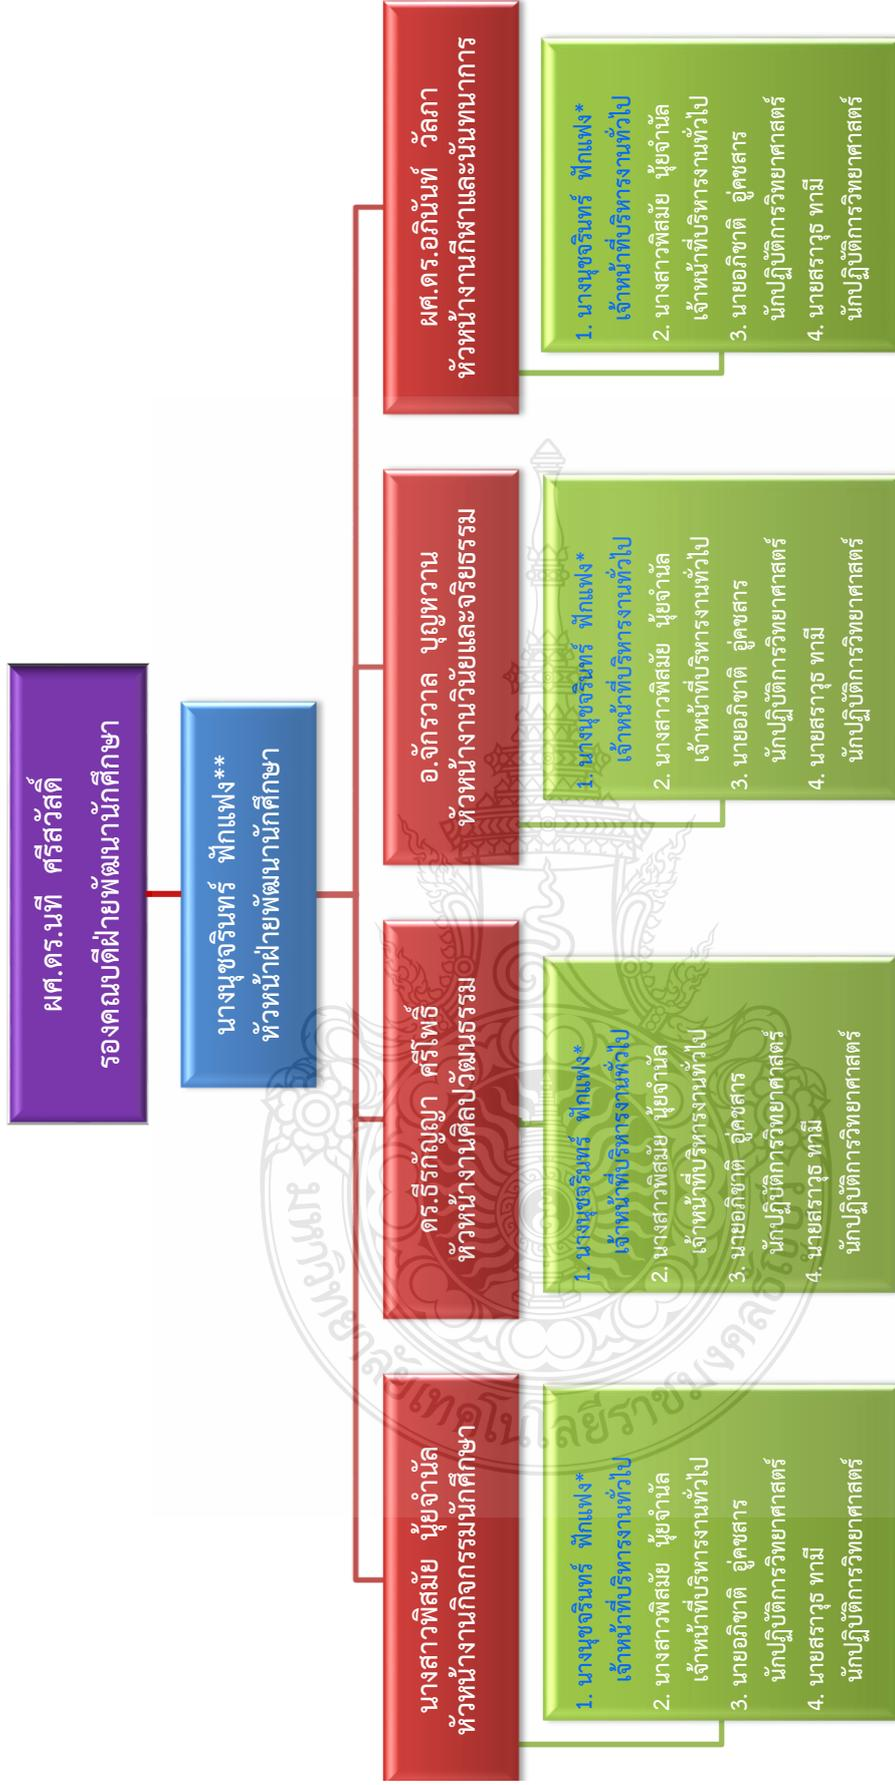 ผศ.ดร.นที ศรีสวัสดิ์
รองคณบดีฝ่ายพัฒนานักศึกษา
นางนุชจรินทร์ ฟักแฟง**
หัวหน้าฝ่ายพัฒนานักศึกษา
นางสาวพิสมัย นุ้ยจำนัล
หัวหน้างานกิจกรรมนักศึกษา
1. นางนุชจรินทร์ ฟักแฟง*
เจ้าหน้าที่บริหารงานทั่วไป
2. นางสาวพิสมัย นุ้ยจำนัล
เจ้าหน้าที่บริหารงานทั่วไป
3. นายอภิชาติ อู่คชสาร
นักปฏิบัติการวิทยาศาสตร์
4. นายสราวุธ ทามี
นักปฏิบัติการวิทยาศาสตร์
ดร.ธีรกัญญา ศรีโพธิ์
หัวหน้างานศิลปวัฒนธรรม
1. นางนุชจรินทร์ ฟักแฟง*
เจ้าหน้าที่บริหารงานทั่วไป
2. นางสาวพิสมัย นุ้ยจำนัล
เจ้าหน้าที่บริหารงานทั่วไป
3. นายอภิชาติ อู่คชสาร
นักปฏิบัติการวิทยาศาสตร์
4. นายสราวุธ ทามี
นักปฏิบัติการวิทยาศาสตร์
อ.จักรวาล บุญหวาน
หัวหน้างานวินัยและจริยธรรม
1. นางนุชจรินทร์ ฟักแฟง*
เจ้าหน้าที่บริหารงานทั่วไป
2. นางสาวพิสมัย นุ้ยจำนัล
เจ้าหน้าที่บริหารงานทั่วไป
3. นายอภิชาติ อู่คชสาร
นักปฏิบัติการวิทยาศาสตร์
4. นายสราวุธ ทามี
นักปฏิบัติการวิทยาศาสตร์
ผศ.ดร.อภินันท์ วัลภา
หัวหน้างานกีฬาและนันทนาการ
1. นางนุชจรินทร์ ฟักแฟง*
เจ้าหน้าที่บริหารงานทั่วไป
2. นางสาวพิสมัย นุ้ยจำนัล
เจ้าหน้าที่บริหารงานทั่วไป
3. นายอภิชาติ อู่คชสาร
นักปฏิบัติการวิทยาศาสตร์
4. นายสราวุธ ทามี
นักปฏิบัติการวิทยาศาสตร์
มหาวิทยาลัยเทคโนโลยีราชมงคลธัญบุรี